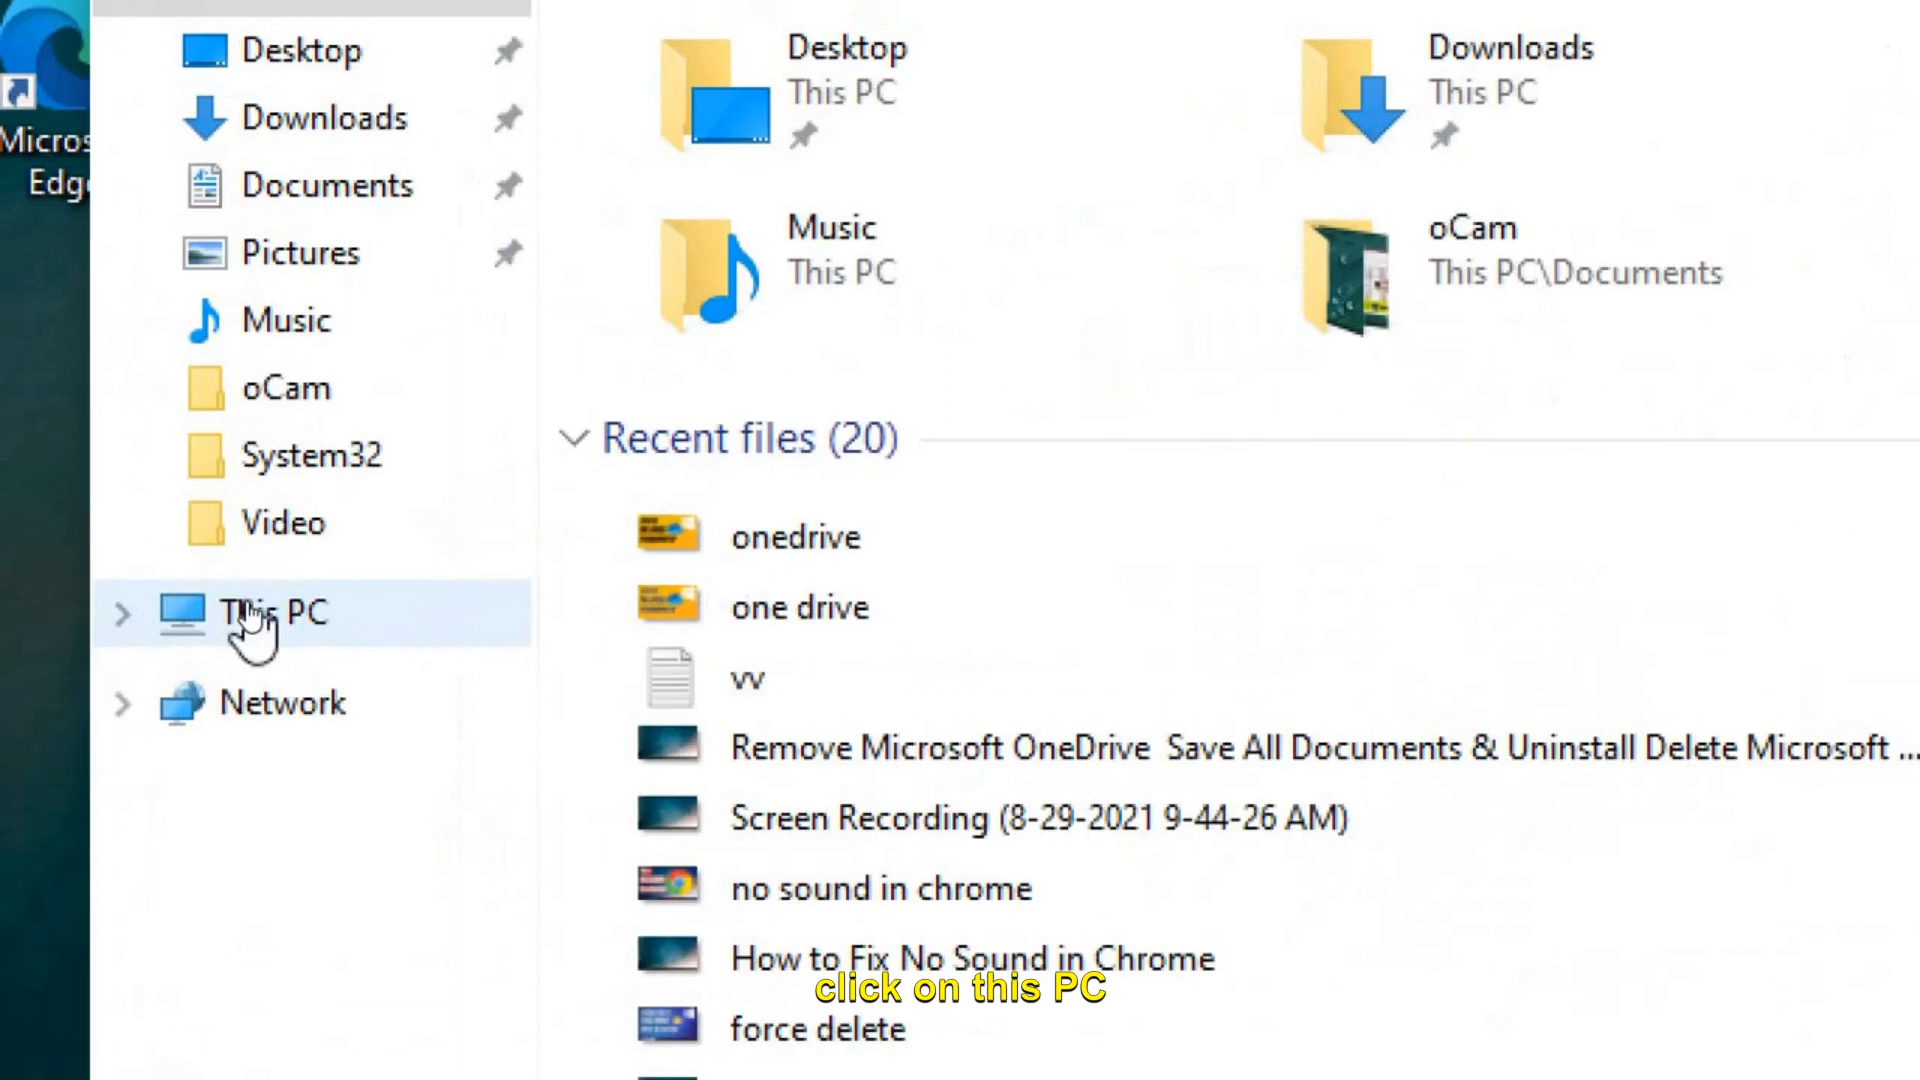 Micros
Edge
Desktop
Downloads
Documents
Pictures
Music
oCam
System32
Video
This PC
Network
Desktop
This PC
Downloads
This PC
Music
This PC
oCam
This PC\Documents
Recent files (20)
onedrive
one drive
vv
Remove Microsoft OneDrive Save All Documents & Uninstall Delete Microsoft ...
Screen Recording (8-29-2021 9-44-26 AM)
no sound in chrome
How to Fix No Sound in Chrome
click on this PC
force delete